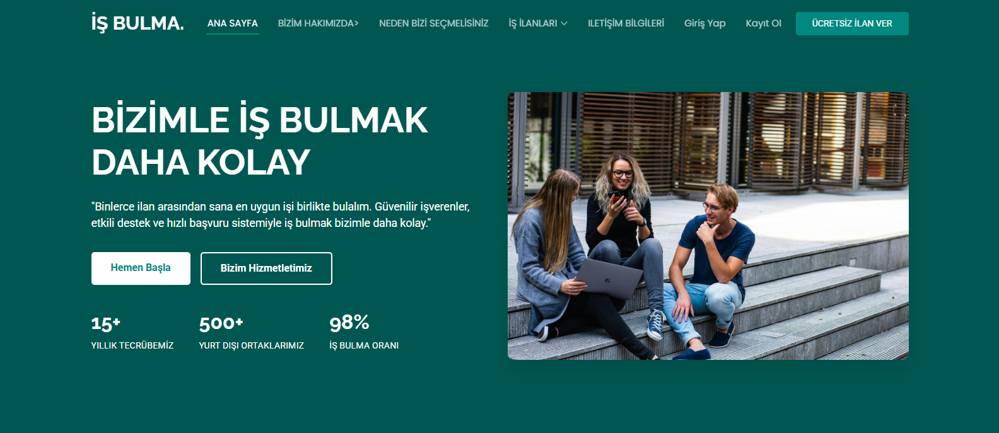 İŞ BULMA.
ANA SAYFA
BİZİM HAKIMIZDA>
NEDEN BİZİ SEÇMELİSİNİZ
İŞ İLANLARI
ILETİŞİM BİLGİLERİ
Giriş Yap
Kayıt Ol
ÜCRETSİZ İLAN VER
BİZİMLE İŞ BULMAK
DAHA KOLAY
"Binlerce ilan arasından sana en uygun işi birlikte bulalım. Güvenilir işverenler,
etkili destek ve hızlı başvuru sistemiyle iş bulmak bizimle daha kolay."
Hemen Başla
Bizim Hizmetletimiz
15+
YILLIK TECRÜBEMİZ
500+
YURT DIŞI ORTAKLARIMIZ
98%
İŞ BULMA ORANI